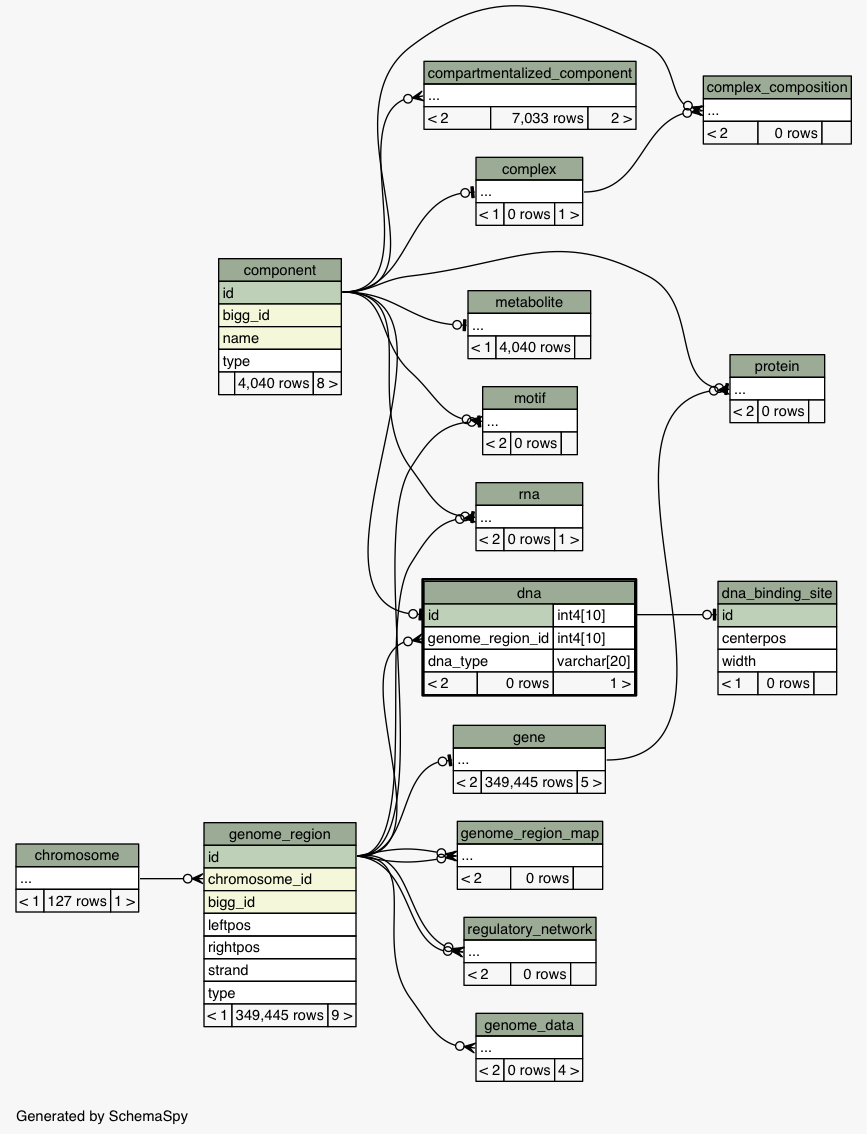 compartmentalized_component
...
< 2 7,033 rows 2 >
complex_composition
...
< 2 0 rows
complex
...
< 1 0 rows 1 >
component
id
bigg_id
name
type
4,040 rows 8 >
metabolite
...
< 1 4,040 rows
protein
...
< 2 0 rows
motif
...
< 2 0 rows
rna
...
< 2 0 rows 1 >
dna
id int4[10]
genome_region_id int4[10]
dna_type varchar[20]
< 2 0 rows 1 >
dna_binding_site
id
centerpos
width
< 1 0 rows
gene
...
< 2 349,445 rows 5 >
genome_region
id
chromosome_id
bigg_id
leftpos
rightpos
strand
type
< 1 349,445 rows 9 >
chromosome
...
< 1 127 rows 1 >
genome_region_map
...
< 2 0 rows
regulatory_network
...
< 2 0 rows
genome_data
...
< 2 0 rows 4 >
Generated by SchemaSpy